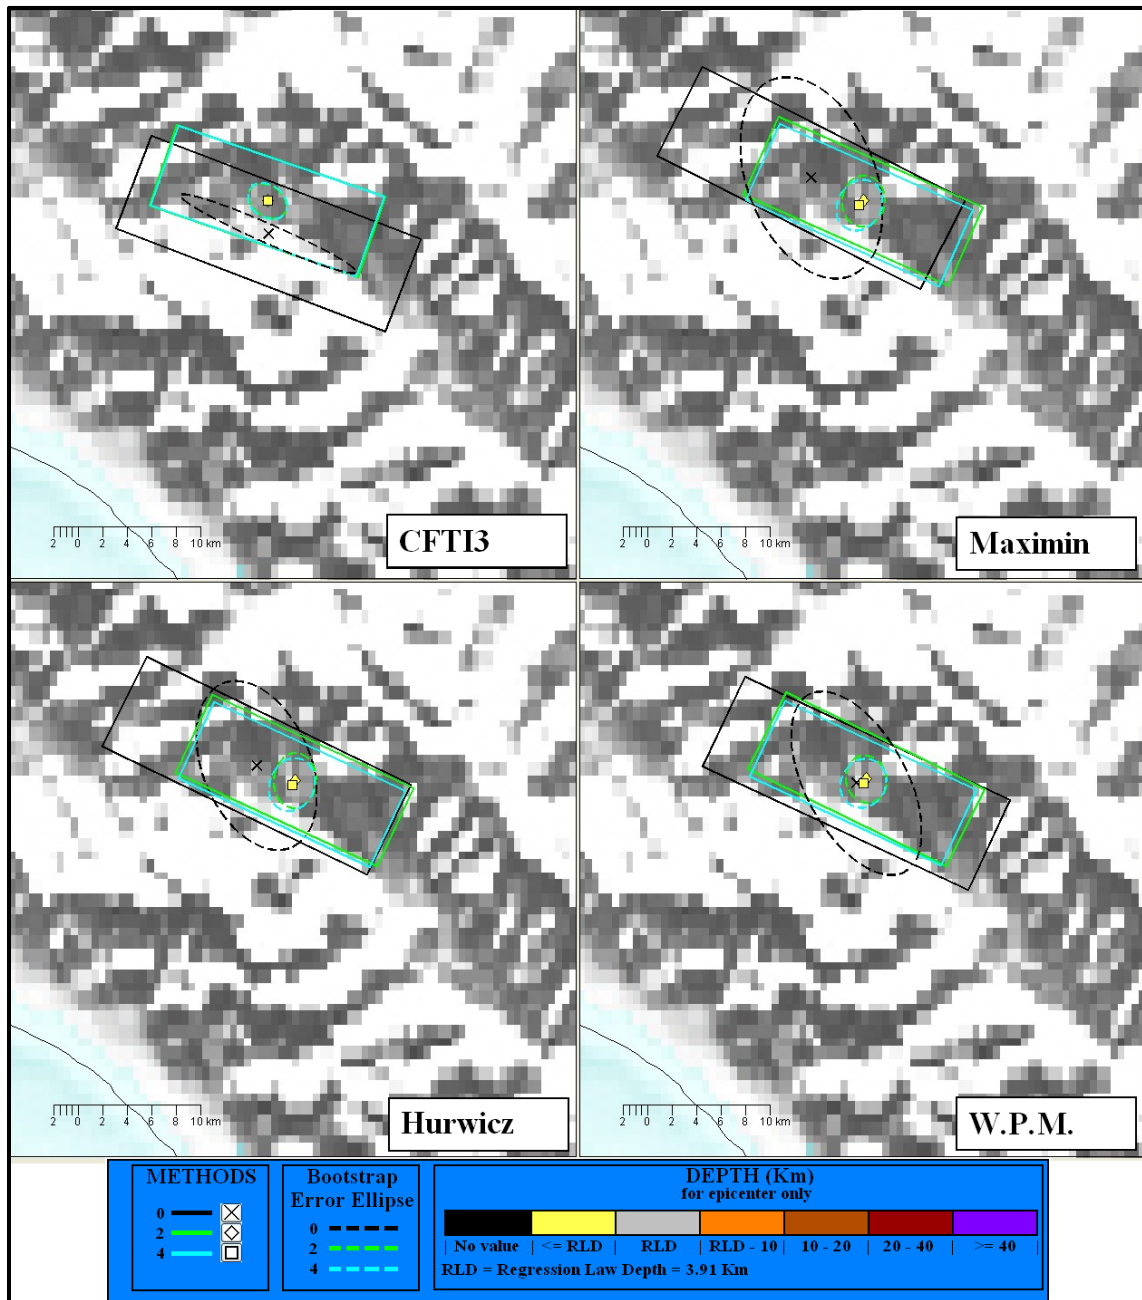 2 0 2 4 6 8 10 km
CFTI3
2 0 2 4 6 8 10 km
Maximin
2 0 2 4 6 8 10 km
Hurwicz
2 0 2 4 6 8 10 km
W.P.M.
METHODS
0
2
4
Bootstrap
Error Ellipse
0
2
4
DEPTH (Km)
for epicenter only
| No value | <= RLD | RLD | RLD - 10 | 10 - 20 | 20 - 40 | >= 40 |
RLD = Regression Law Depth = 3.91 Km